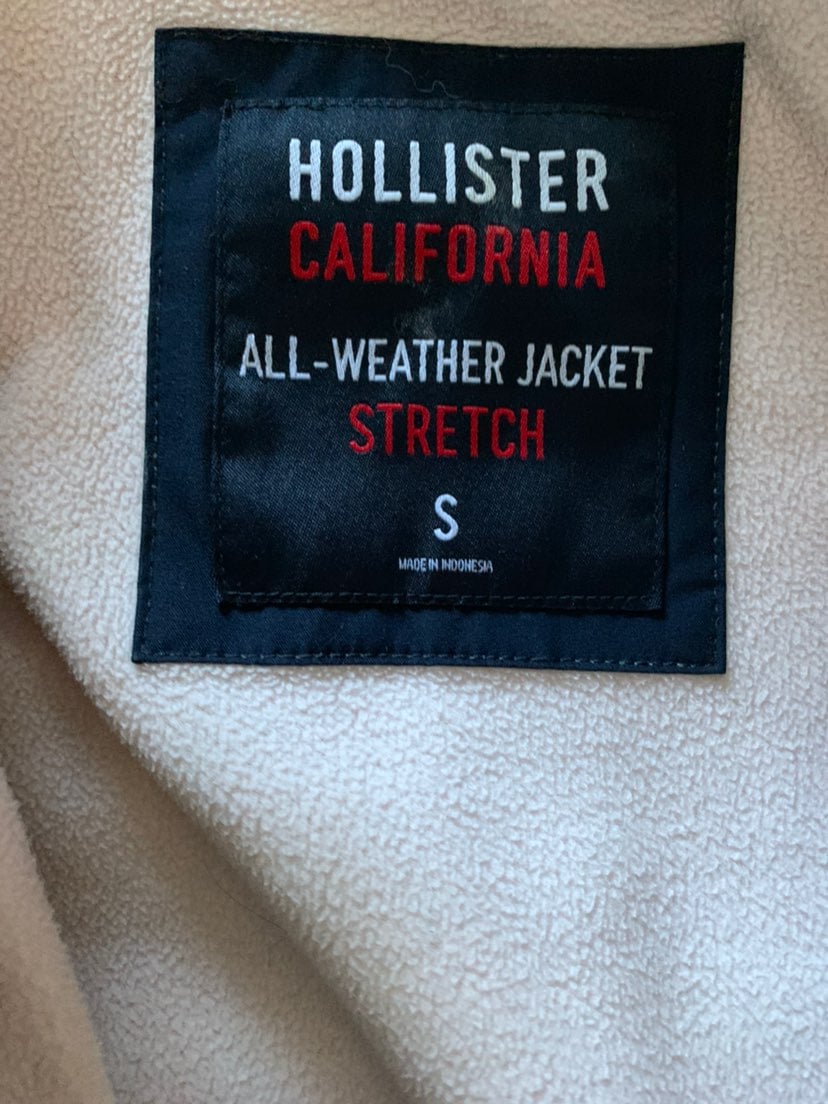 HOLLISTER
CALIFORNIA
ALL-WEATHER JACKET
STRETCH
S
MADE IN INDONESIA